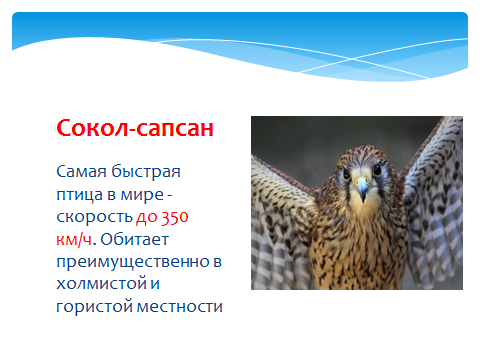 Сокол-сапсан
Самая быстрая
птица в мире -
скорость до 350
км/ч. Обитает
преимущественно в
холмистой и
гористой местности